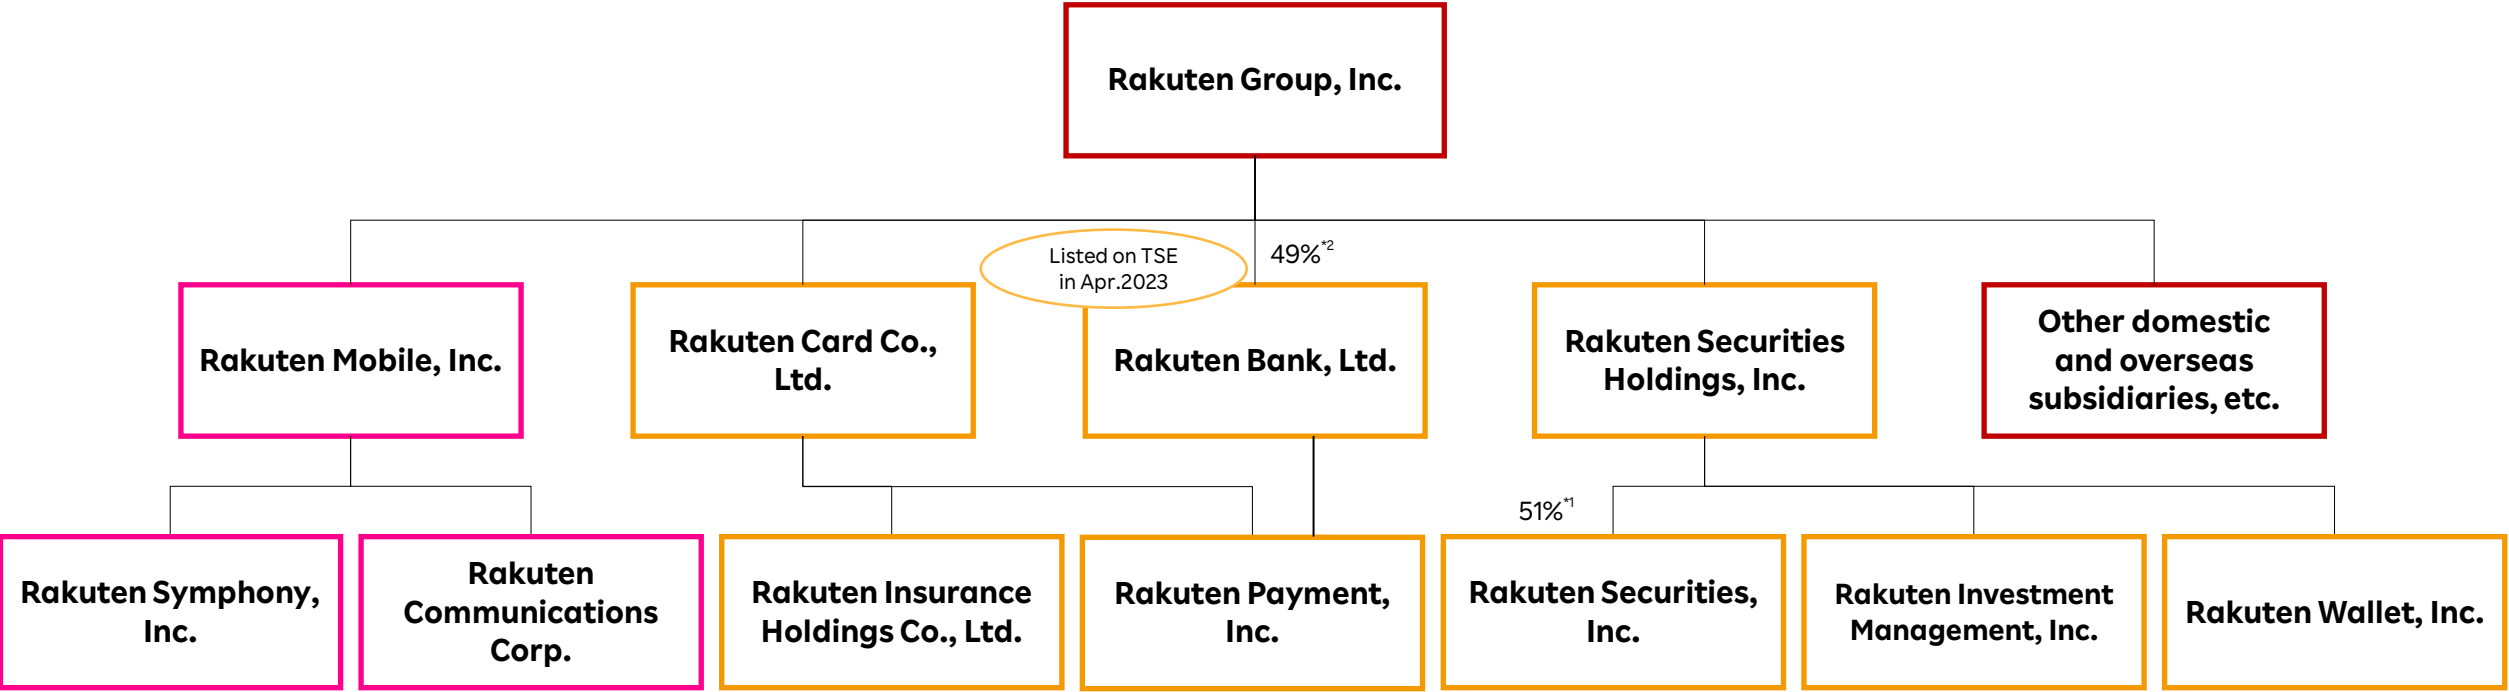 Rakuten Group, Inc.
Listed on TSE
in Apr.2023
49%*2
Rakuten Mobile, Inc.
Rakuten Card Co.,
Ltd.
Rakuten Bank, Ltd.
Rakuten Securities
Holdings, Inc.
Other domestic
and overseas
subsidiaries, etc.
51%*1
Rakuten Symphony,
Inc.
Rakuten
Communications
Corp.
Rakuten Insurance
Holdings Co., Ltd.
Rakuten Payment,
Inc.
Rakuten Securities,
Inc.
Rakuten Investment
Management, Inc.
Rakuten Wallet, Inc.